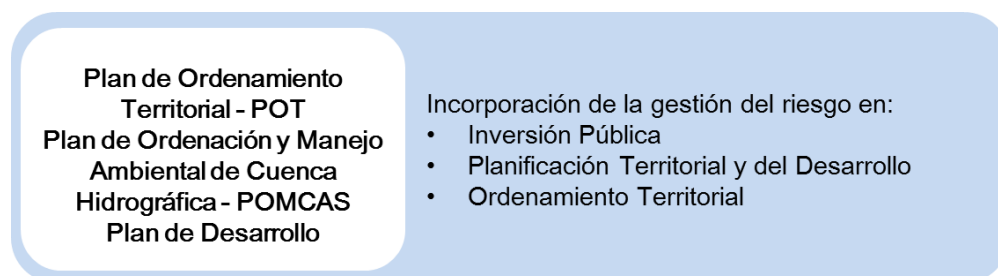 Plan de Ordenamiento
Territorial - POT
Plan de Ordenación y Manejo
Ambiental de Cuenca
Hidrográfica - POMCAS
Plan de Desarrollo
Incorporación de la gestión del riesgo en:
• Inversión Pública
• Planificación Territorial y del Desarrollo
• Ordenamiento Territorial